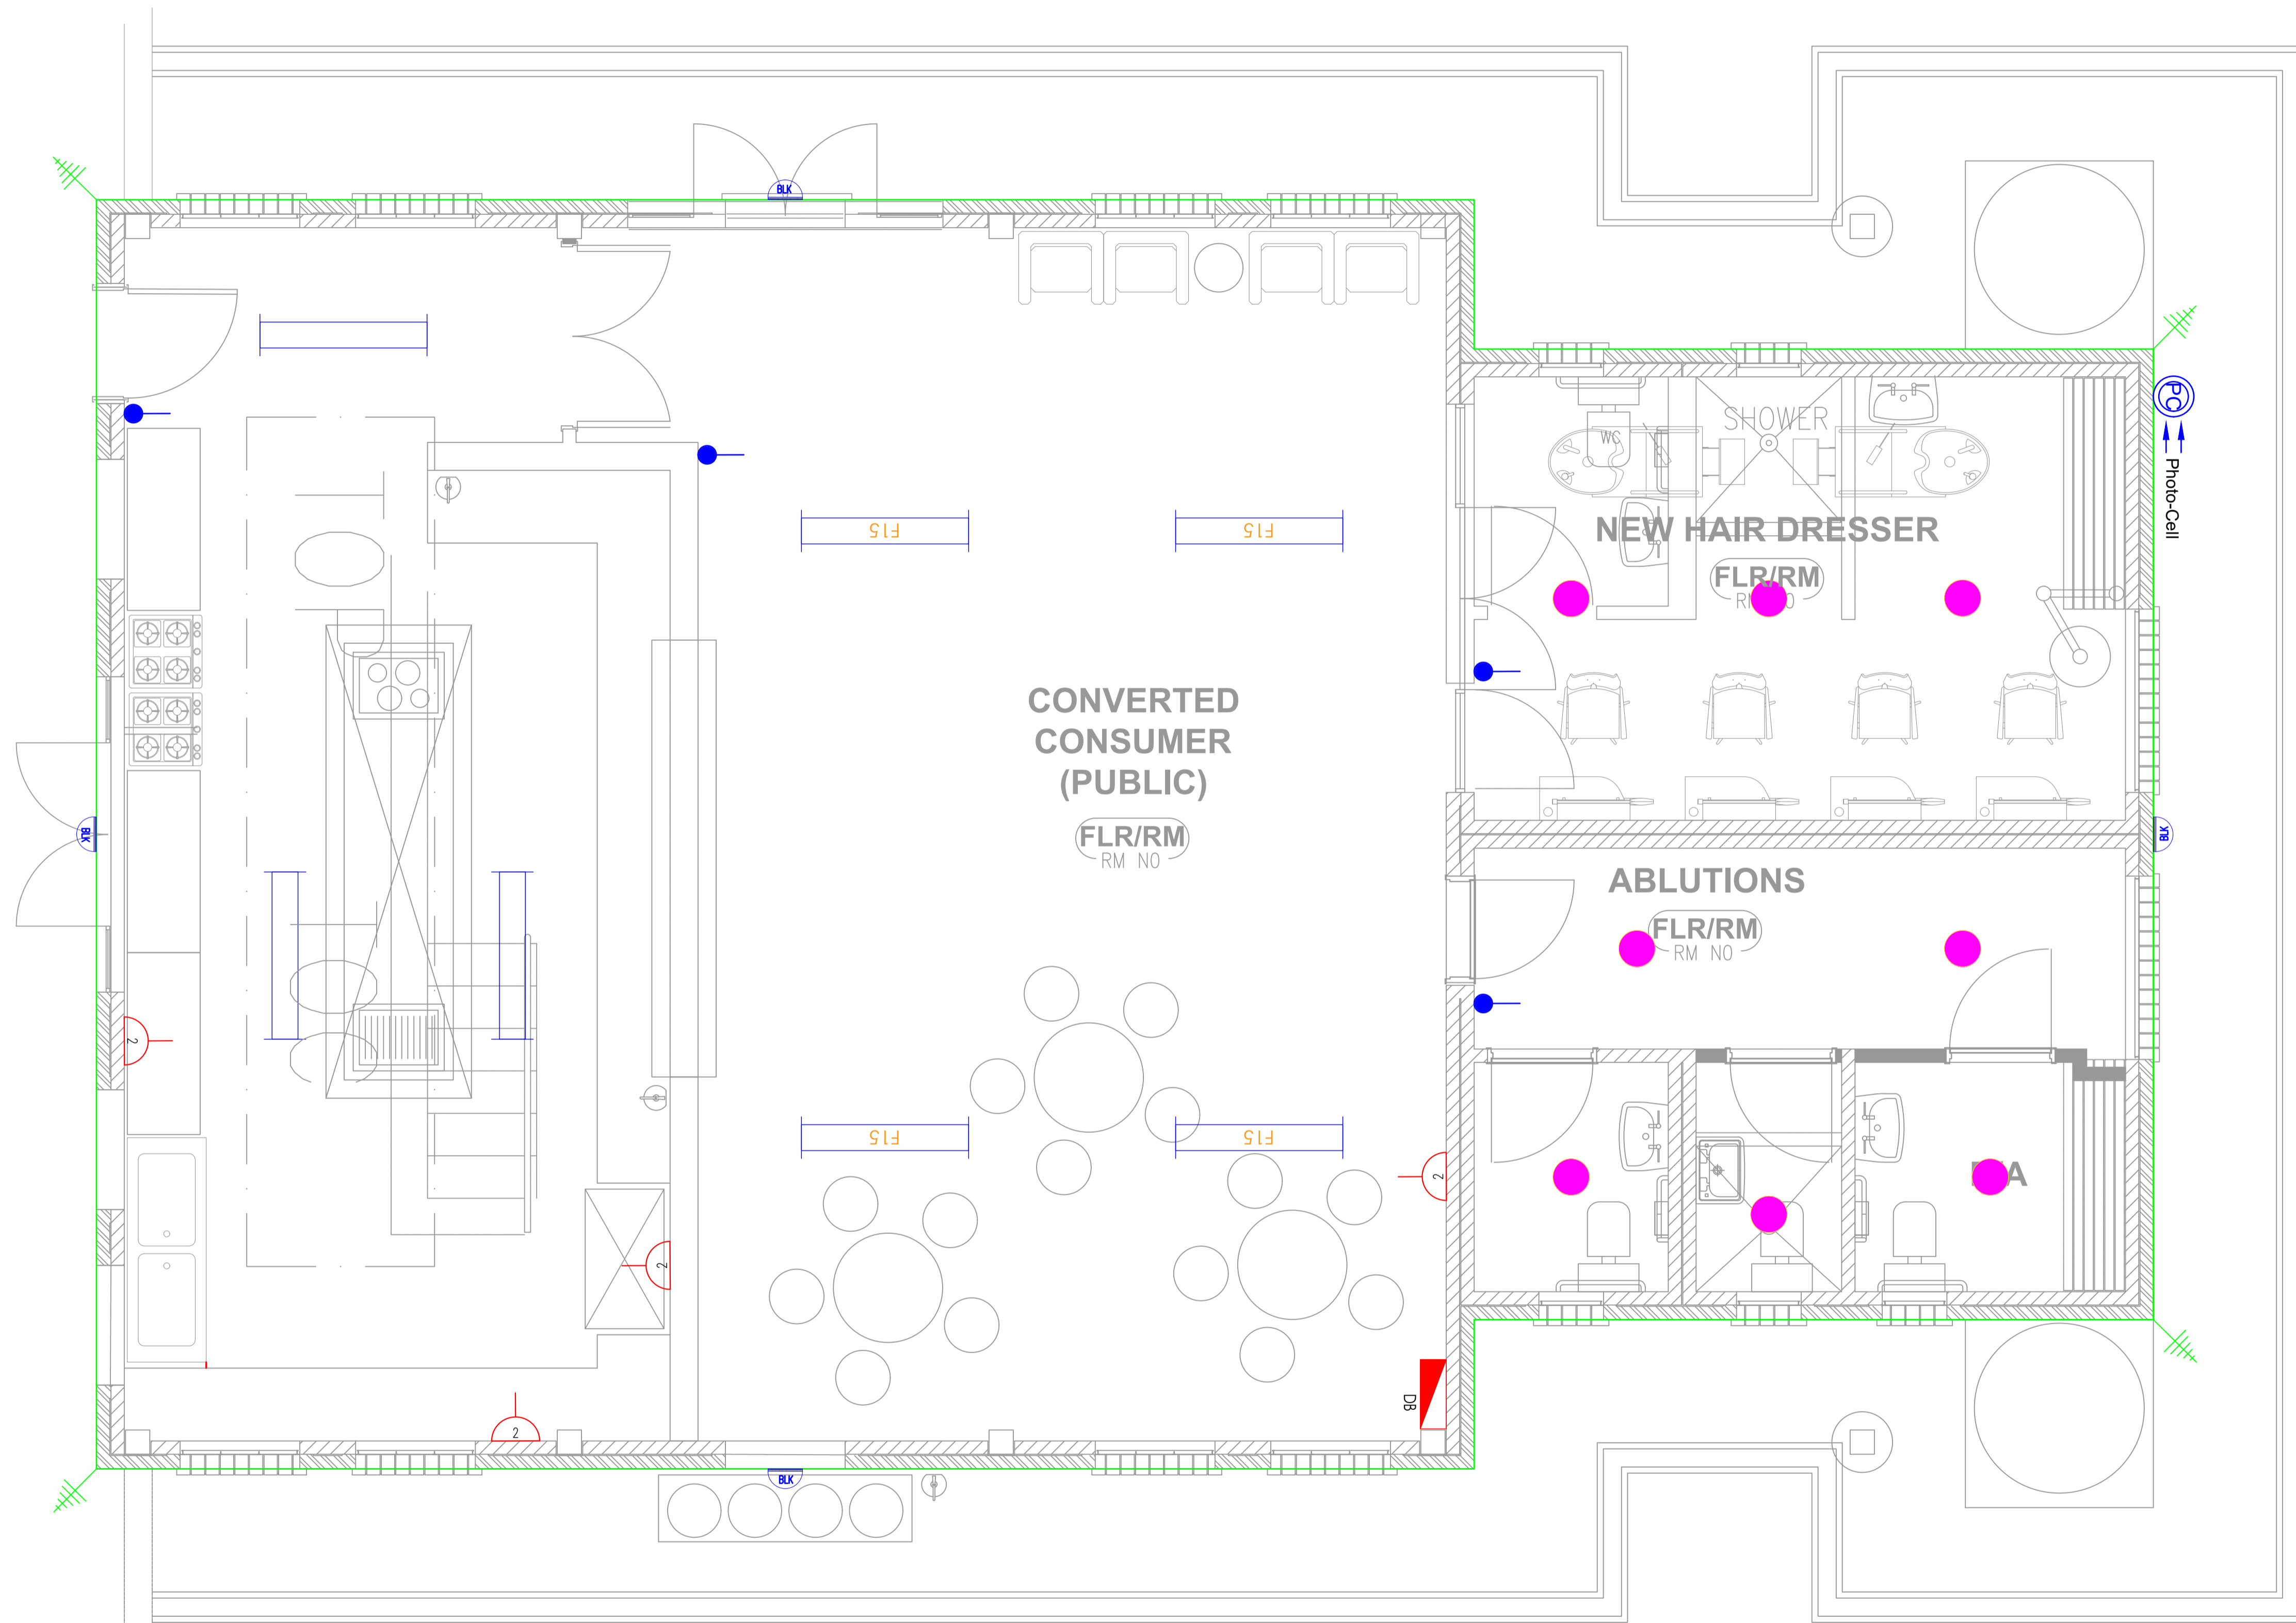 BLK
PC
Photo-Cell
SHOWER
WC
NEW HAIR DRESSER
FLR/RM
F15
F15
CONVERTED
CONSUMER
(PUBLIC)
FLR/RM
RM NO
BLK
BLK
ABLUTIONS
FLR/RM
RM NO
2
F15
F15
2
2
DB
2
BLK